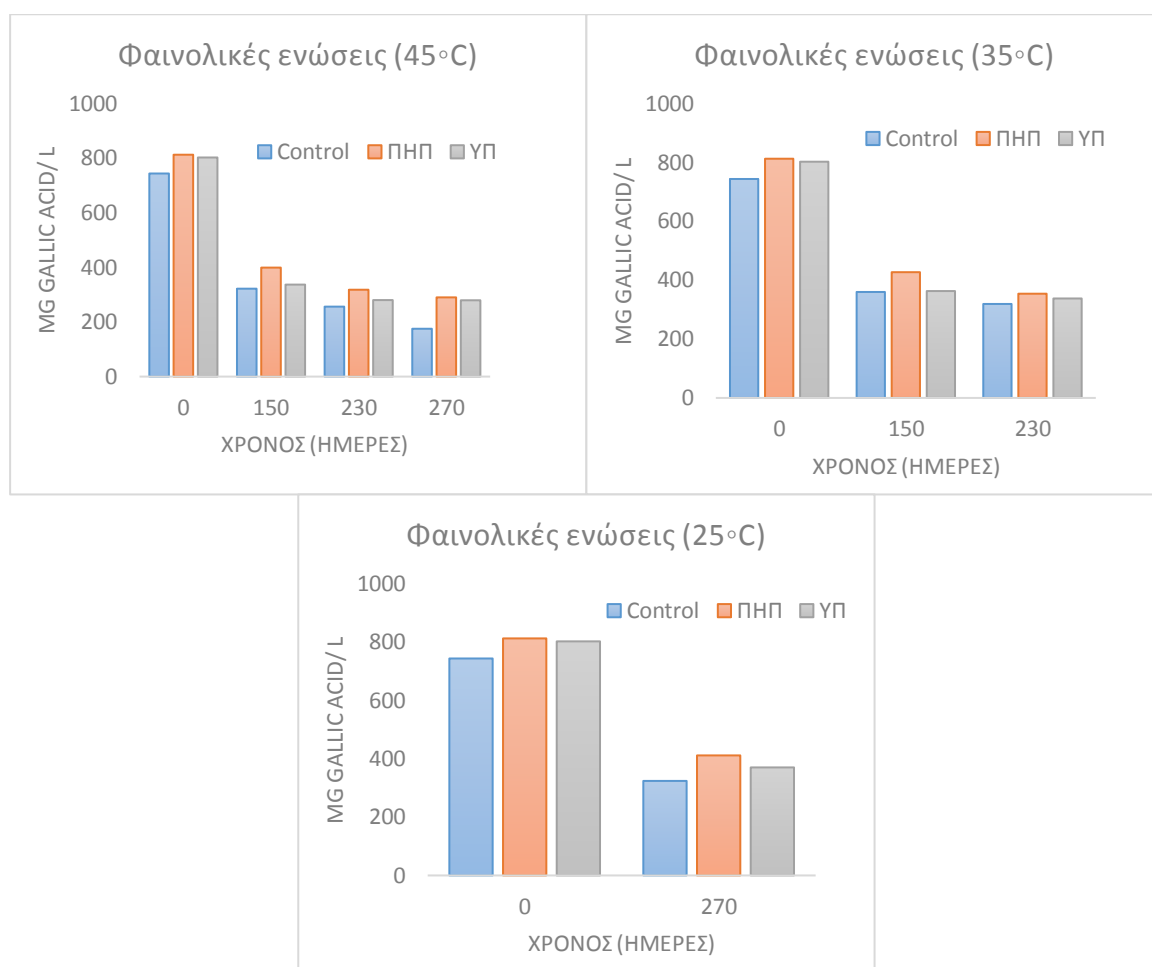 Φαινολικές ενώσεις (45◦C)
1000
800
600
400
200
0
MG GALLIC ACID/ L
Control ΠΗΠ ΥΠ
0 150 230 270
ΧΡΟΝΟΣ (ΗΜΕΡΕΣ)
Φαινολικές ενώσεις (35◦C)
1000
800
600
400
200
0
MG GALLIC ACID/ L
Control ΠΗΠ ΥΠ
0 150 230
ΧΡΟΝΟΣ (ΗΜΕΡΕΣ)
Φαινολικές ενώσεις (25◦C)
1000
800
600
400
200
0
MG GALLIC ACID/ L
Control ΠΗΠ ΥΠ
0 270
ΧΡΟΝΟΣ (ΗΜΕΡΕΣ)